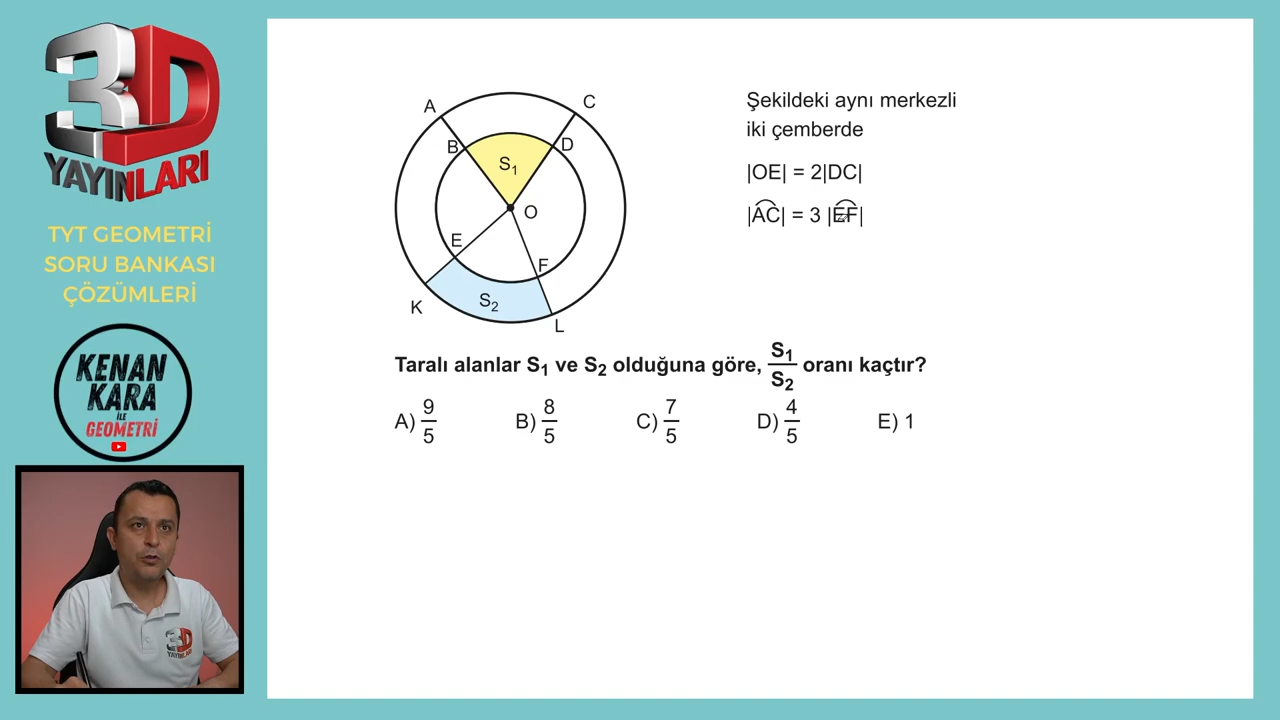 3D
YAYINLARI
TYT GEOMETRİ
SORU BANKASI
ÇÖZÜMLERİ
KENAN
KARA
İLE
GEOMETRİ
3D
YAYINLARI
A
C
B
D
S1
O
E
F
K
S2
L
Şekildeki aynı merkezli
iki çemberde
|OE| = 2|DC|
|AC| = 3 |EF|
Taralı alanlar S1 ve S2 olduğuna göre, S1/S2 oranı kaçtır?
A) 9/5 B) 8/5 C) 7/5 D) 4/5 E) 1